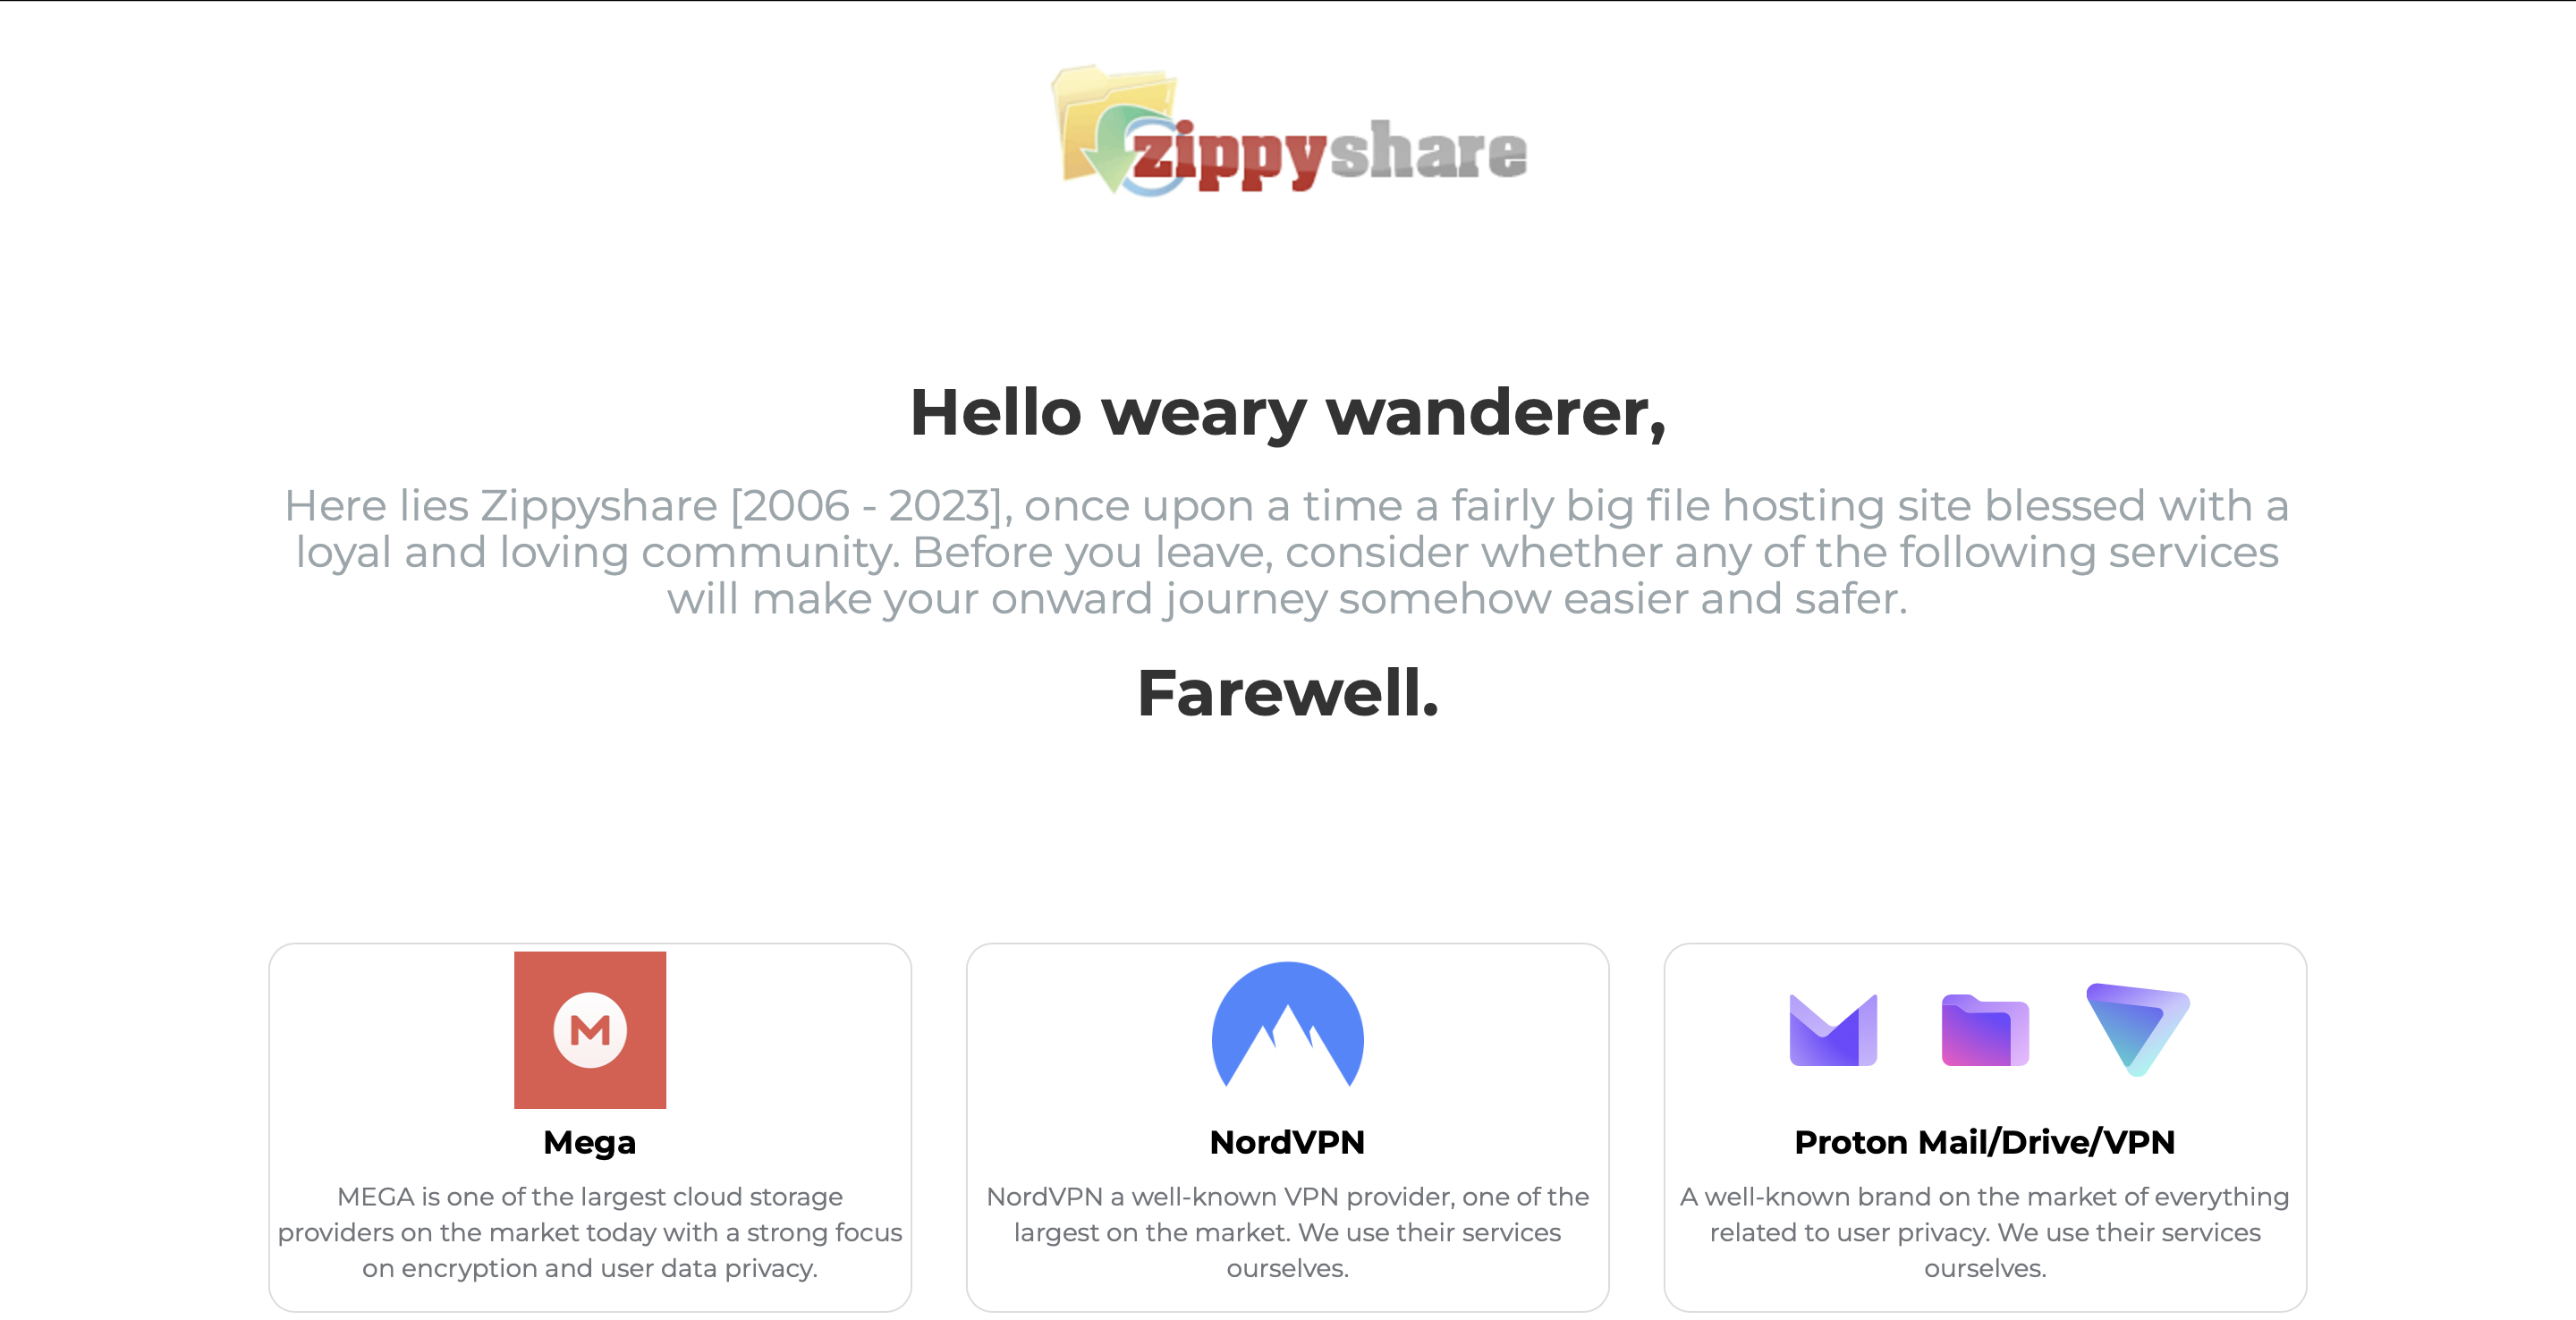 zippyshare
Hello weary wanderer,
Here lies Zippyshare [2006 - 2023], once upon a time a fairly big file hosting site blessed with a
loyal and loving community. Before you leave, consider whether any of the following services
will make your onward journey somehow easier and safer.
Farewell.
M
Mega
MEGA is one of the largest cloud storage
providers on the market today with a strong focus
on encryption and user data privacy.
NordVPN
NordVPN a well-known VPN provider, one of the
largest on the market. We use their services
ourselves.
Proton Mail/Drive/VPN
A well-known brand on the market of everything
related to user privacy. We use their services
ourselves.